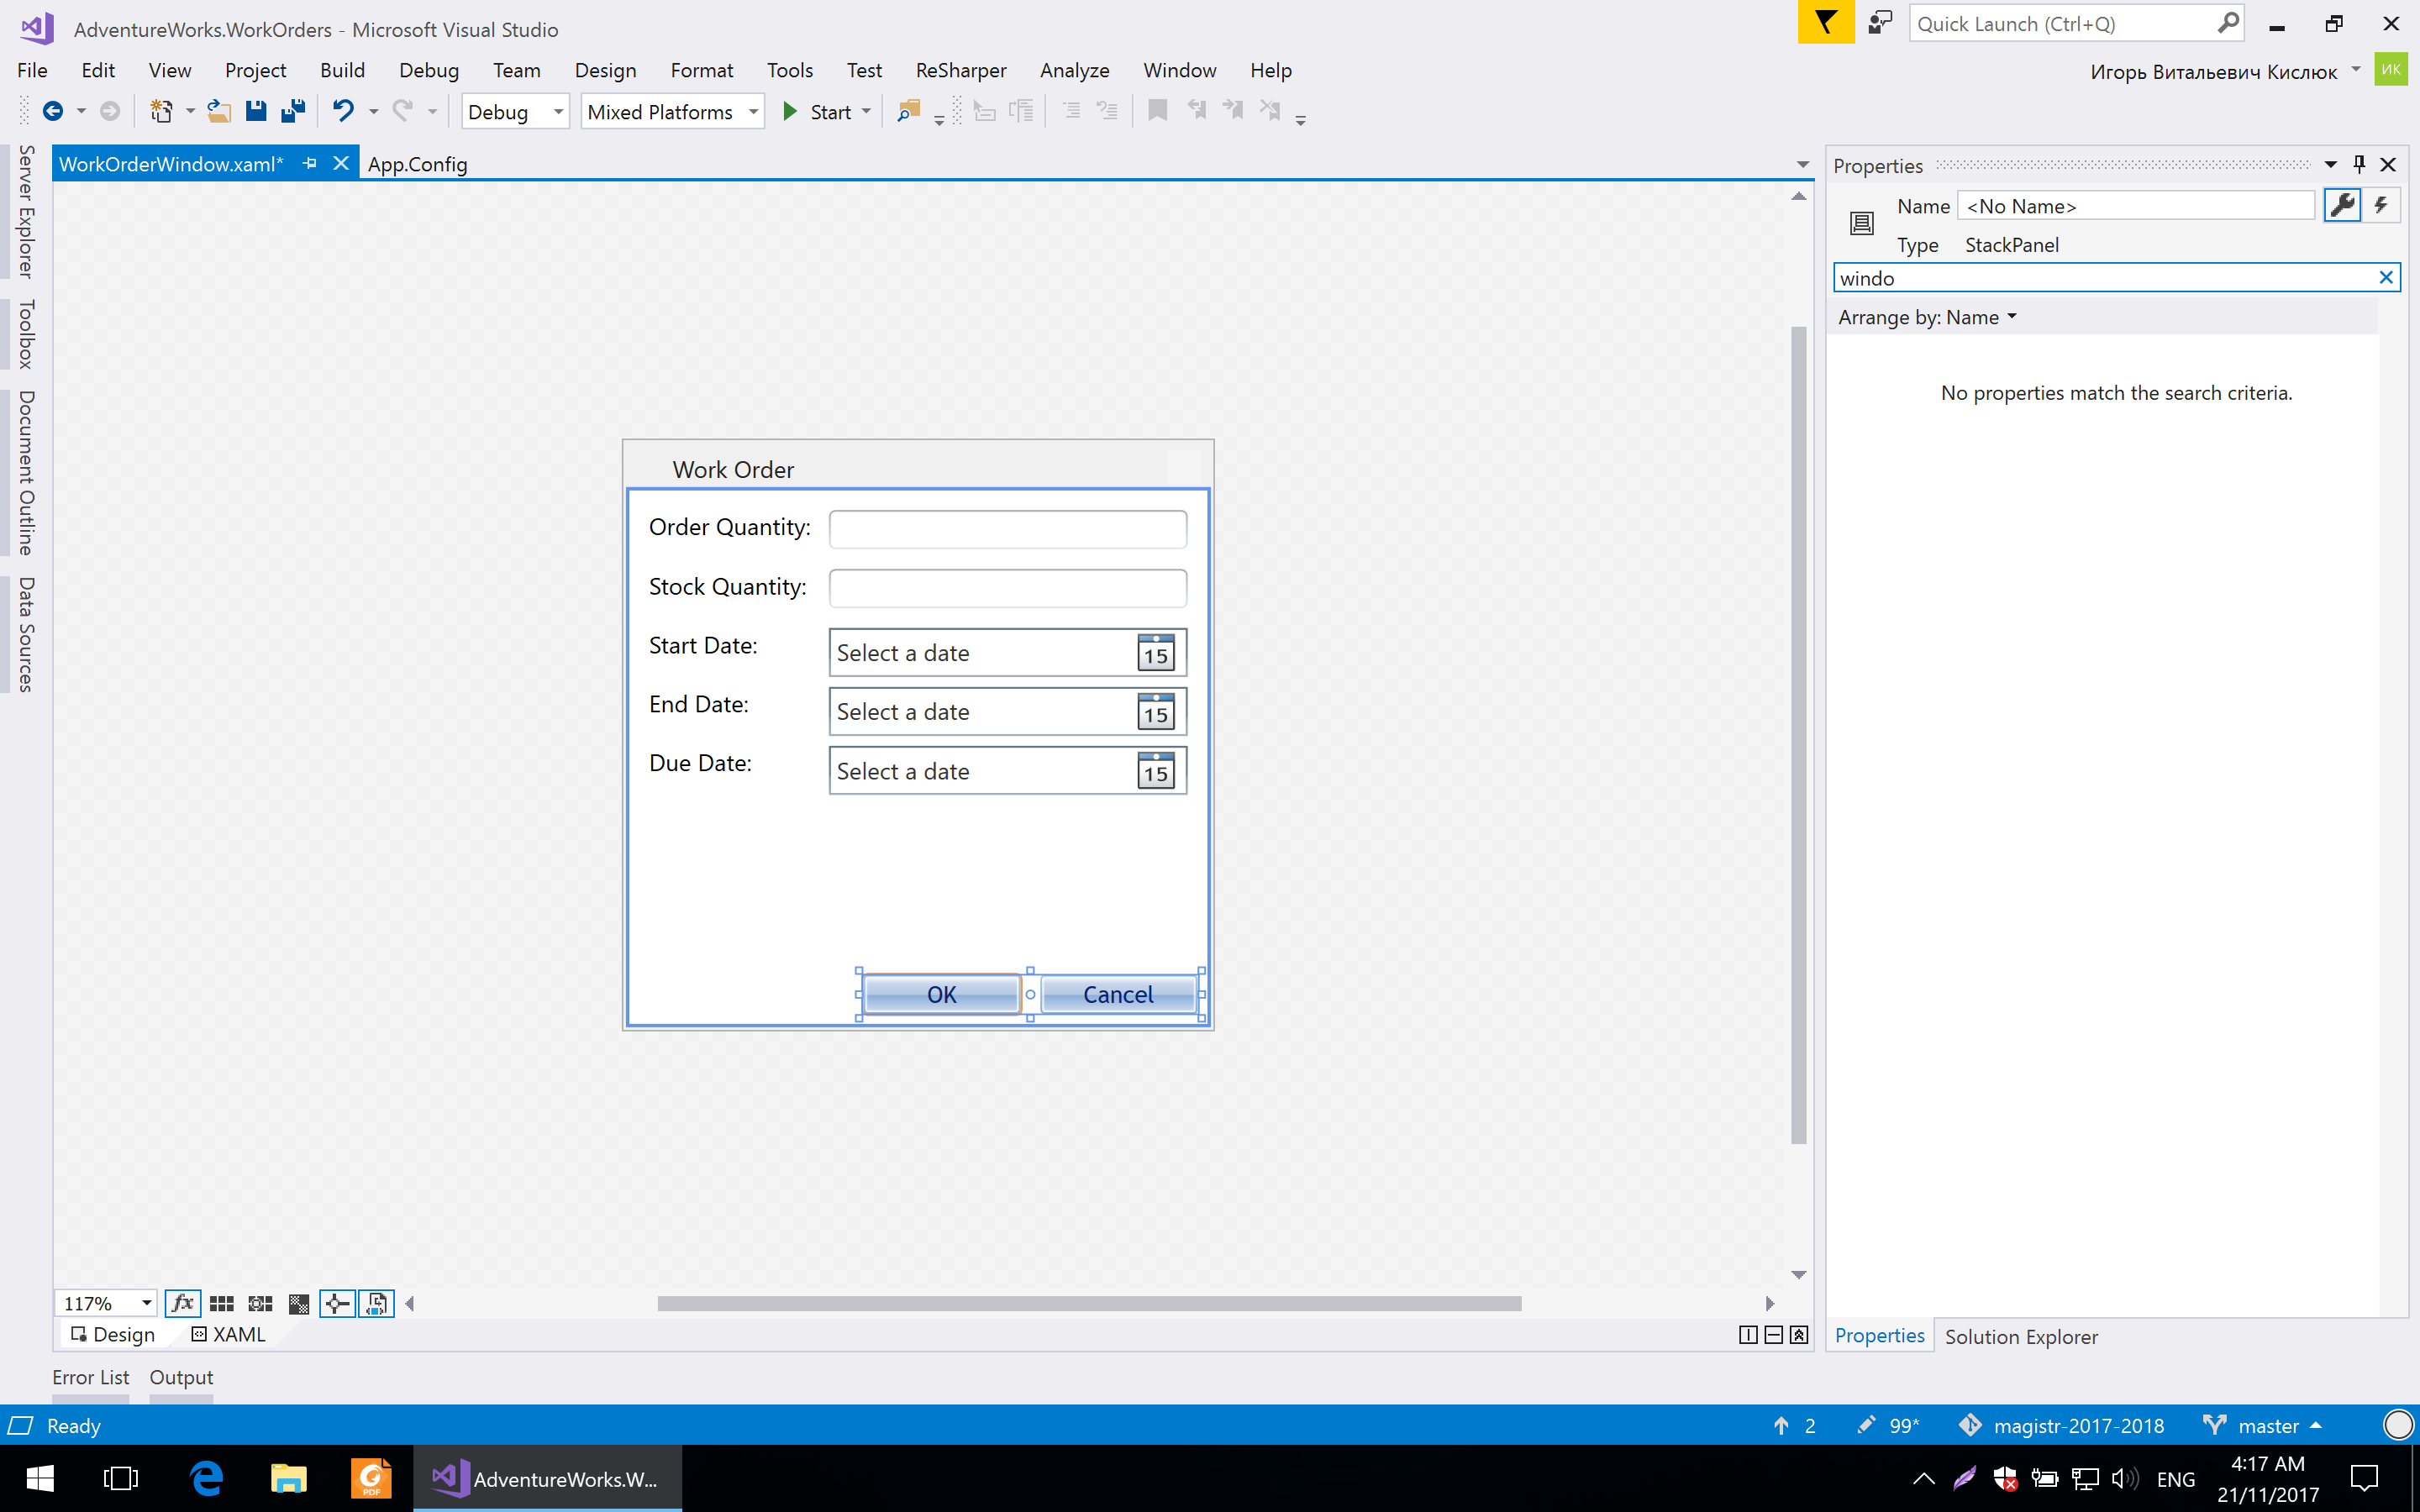 AdventureWorks.WorkOrders - Microsoft Visual Studio
Quick Launch (Ctrl+Q)
File Edit View Project Build Debug Team Design Format Tools Test ReSharper Analyze Window Help
Игорь Витальевич Кислюк
ИК
Debug
Mixed Platforms
Start
Server Explorer
Toolbox
Document Outline
Data Sources
WorkOrderWindow.xaml*
App.Config
Work Order
Order Quantity:
Stock Quantity:
Start Date:
Select a date
15
End Date:
Select a date
15
Due Date:
Select a date
15
OK
Cancel
117%
fx
Design
XAML
Properties
Name
<No Name>
Type
StackPanel
windo
Arrange by: Name
No properties match the search criteria.
Properties
Solution Explorer
Error List
Output
Ready
2
99*
magistr-2017-2018
master
PDF
AdventureWorks.W...
ENG
4:17 AM
21/11/2017